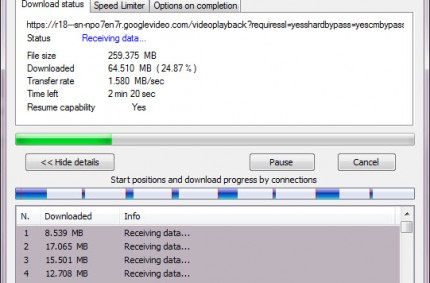 Download status Speed Limiter Options on completion
https://r18---sn-npo7en7r.googlevideo.com/videoplayback?requiressl=yeshardbypass=yescmbypass
Status Receiving data...
File size 259.375 MB
Downloaded 64.510 MB ( 24.87 % )
Transfer rate 1.580 MB/sec
Time left 2 min 20 sec
Resume capability Yes
<< Hide details Pause Cancel
Start positions and download progress by connections
N. Downloaded Info
1 8.539 MB Receiving data...
2 17.065 MB Receiving data...
3 15.501 MB Receiving data...
4 12.708 MB Receiving data...